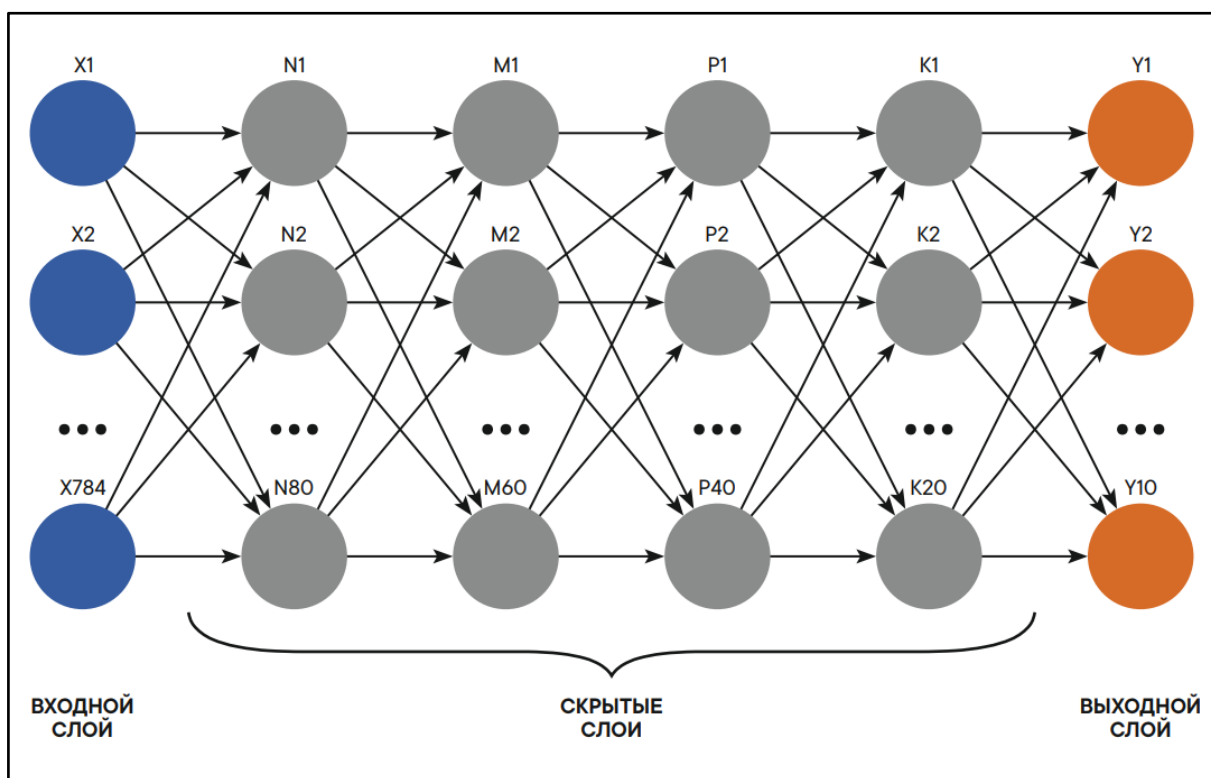 X1 N1 M1 P1 K1 Y1
X2 N2 M2 P2 K2 Y2
X784 N80 M60 P40 K20 Y10
ВХОДНОЙ
СЛОЙ
СКРЫТЫЕ
СЛОИ
ВЫХОДНОЙ
СЛОЙ